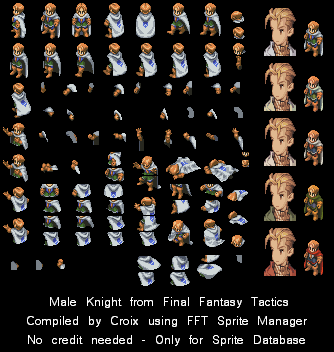 Male Knight from Final Fantasy Tactics
Compiled by Croix using FFT Sprite Manager
No credit needed - Only for Sprite Database